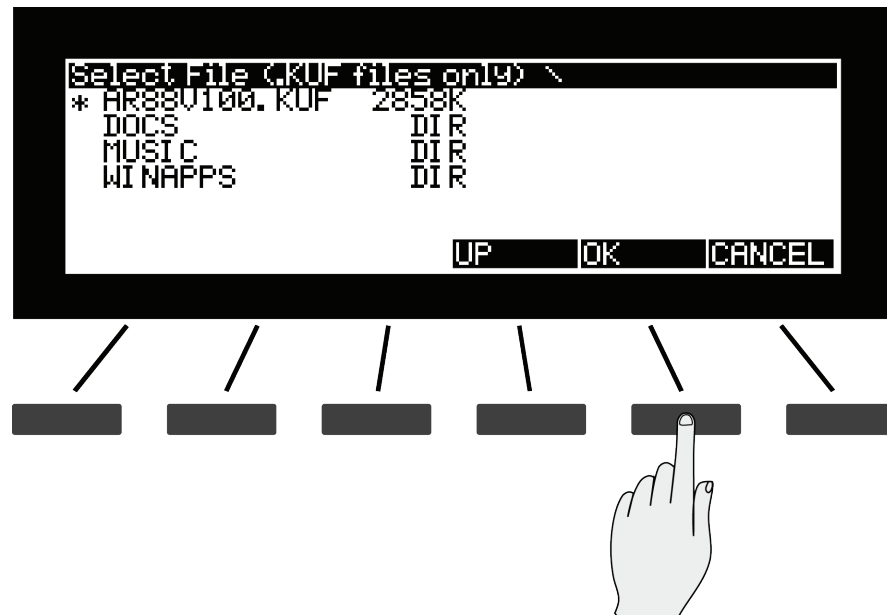 Select File (.KUF files only) \
* AR88V100.KUF 2858K
DOCS DIR
MUSIC DIR
WINAPPS DIR
UP OK CANCEL